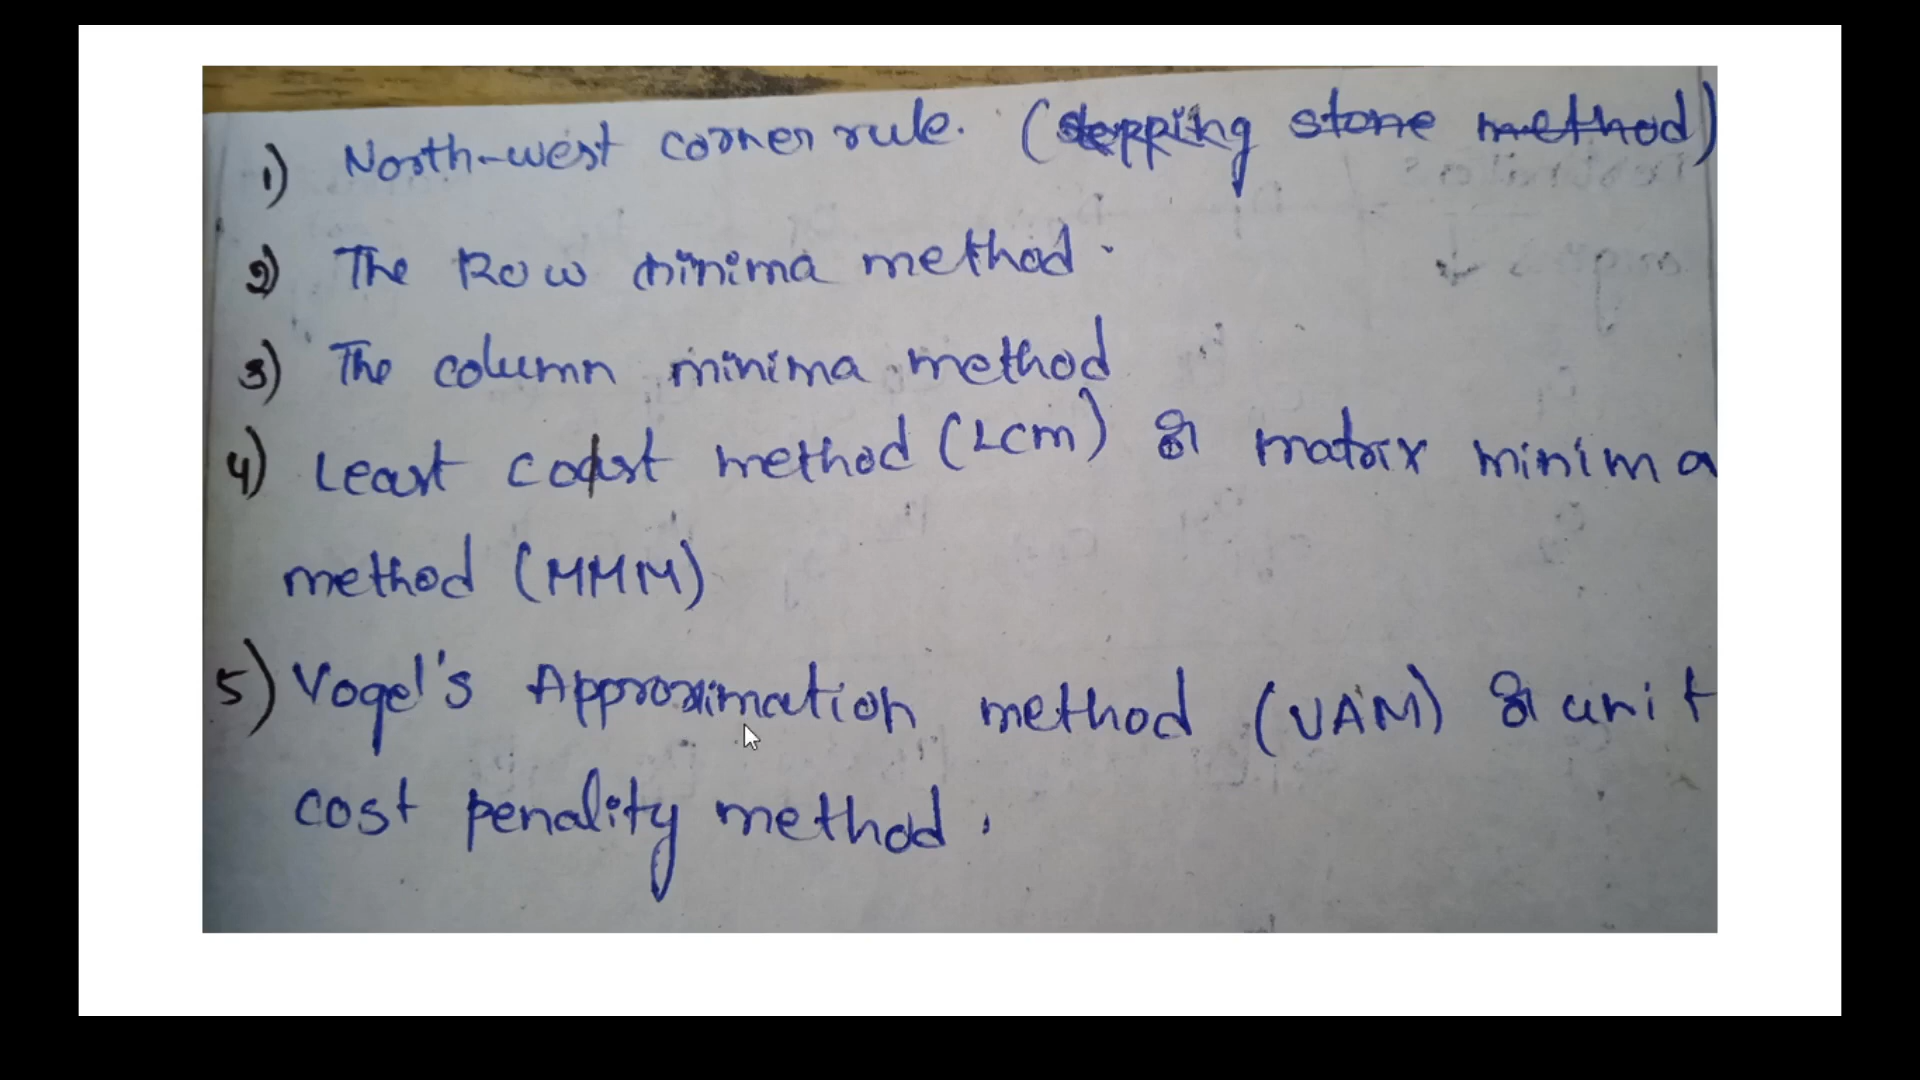 1) North-west corner rule. (stepping stone method)
2) The Row minima method.
3) The column minima method
4) Least cost method (LCM) or matrix minima
method (MMM)
5) Vogel's Approximation method (VAM) or unit
cost penality method.